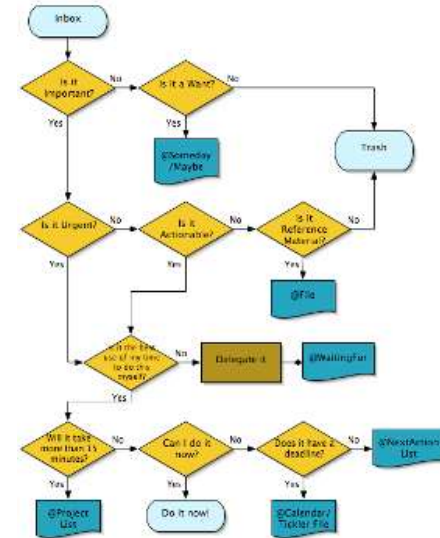 Inbox
Is it
Important?
No
Is it a Want?
No
Yes
Yes
@Someday
/Maybe
Trash
Is it Urgent?
No
Is it
Actionable?
No
Is it
Reference
Material?
No
Yes
Yes
Yes
@File
Is it the best
use of my time
to do this
myself?
No
Delegate it
@WaitingFor
Yes
Will it take
more than 15
minutes?
No
Can I do it
now?
No
Does it have a
deadline?
No
@NextAction
List
Yes
Yes
Yes
@Project
List
Do it now!
@Calendar/
Tickler File